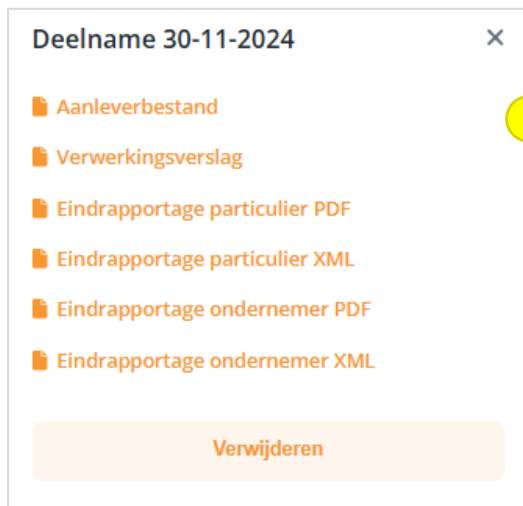 Deelname 30-11-2024
Aanleverbestand
Verwerkingsverslag
Eindrapportage particulier PDF
Eindrapportage particulier XML
Eindrapportage ondernemer PDF
Eindrapportage ondernemer XML
Verwijderen